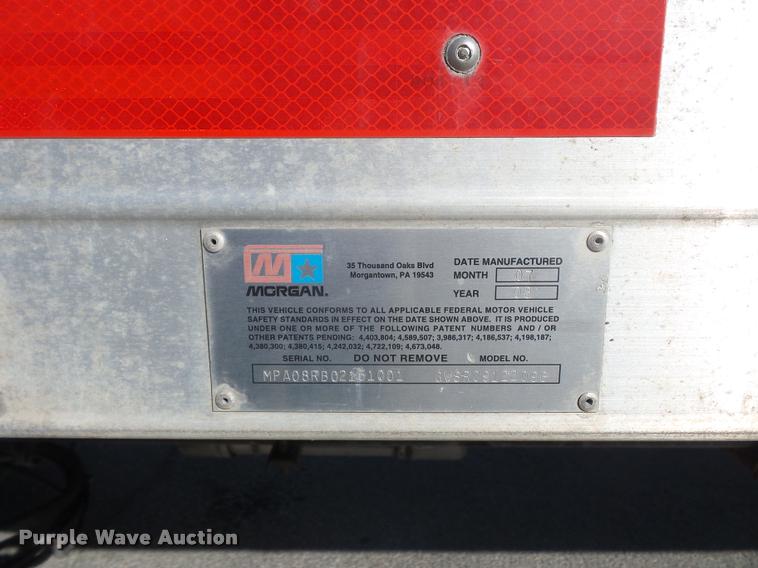 M
MORGAN.
35 Thousand Oaks Blvd
Morgantown, PA 19543
DATE MANUFACTURED
MONTH 07
YEAR
THIS VEHICLE CONFORMS TO ALL APPLICABLE FEDERAL MOTOR VEHICLE
SAFETY STANDARDS IN EFFECT ON THE DATE SHOWN ABOVE. IT IS PRODUCED
UNDER ONE OR MORE OF THE FOLLOWING PATENT NUMBERS AND / OR
OTHER PATENTS PENDING: 4,403,804; 4,589,507; 3,986,317; 4,186,537; 4,198,187;
4,380,300; 4,380,415; 4,242,032; 4,722,109; 4,673,048.
SERIAL NO. DO NOT REMOVE MODEL NO.
Purple Wave Auction